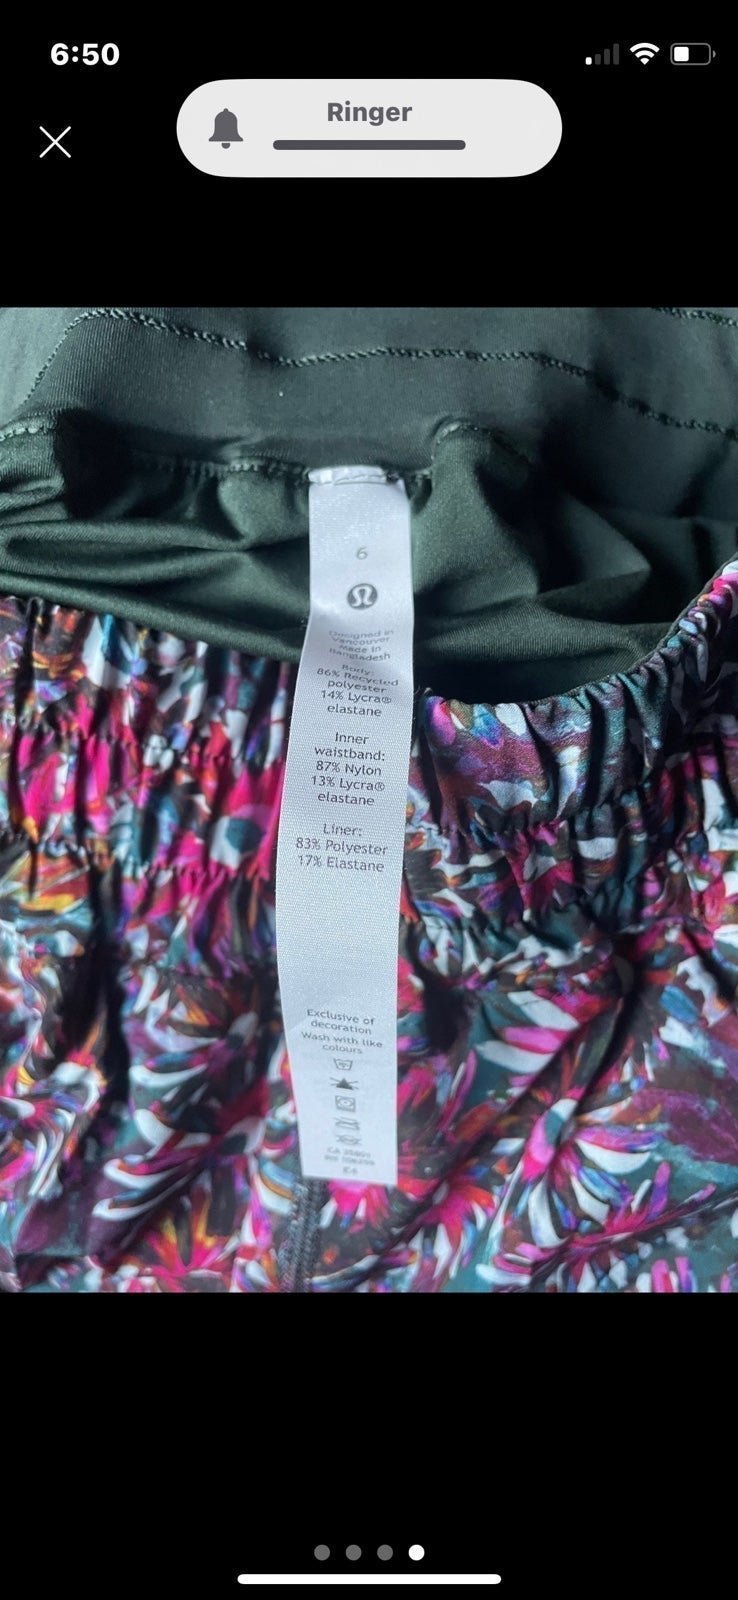 6:50
Ringer
6
Designed in
Vancouver
Made in
Bangladesh
Body:
86% Recycled
polyester
14% Lycra®
elastane
Inner
waistband:
87% Nylon
13% Lycra®
elastane
Liner:
83% Polyester
17% Elastane
Exclusive of
decoration
Wash with like
colours